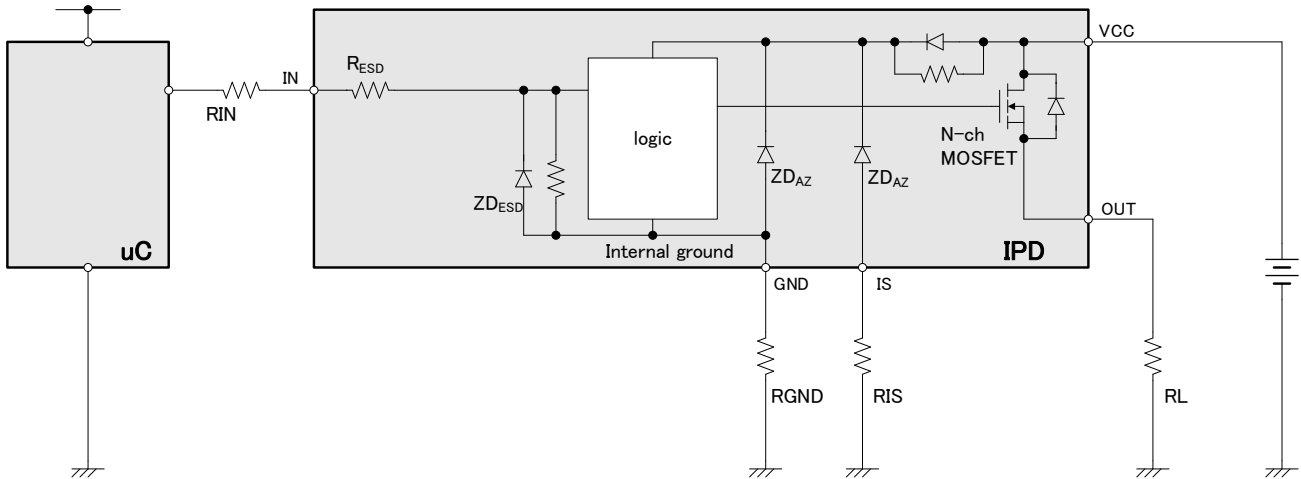 VCC
IN
RESD
RIN
logic
N-ch
MOSFET
ZDAZ
ZDAZ
ZDESD
OUT
uC
Internal ground
IPD
GND
IS
RGND
RIS
RL